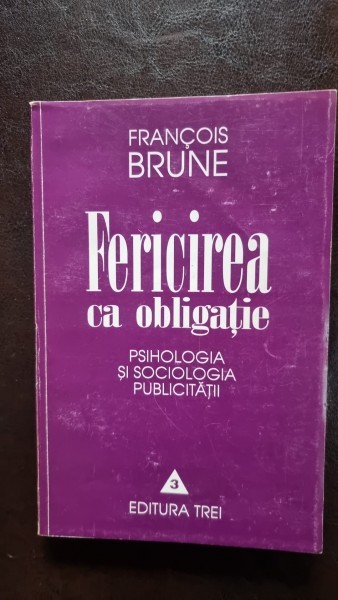 FRANÇOIS
BRUNE
Fericirea
ca obligație
PSIHOLOGIA
ȘI SOCIOLOGIA
PUBLICITĂȚII
3
EDITURA TREI